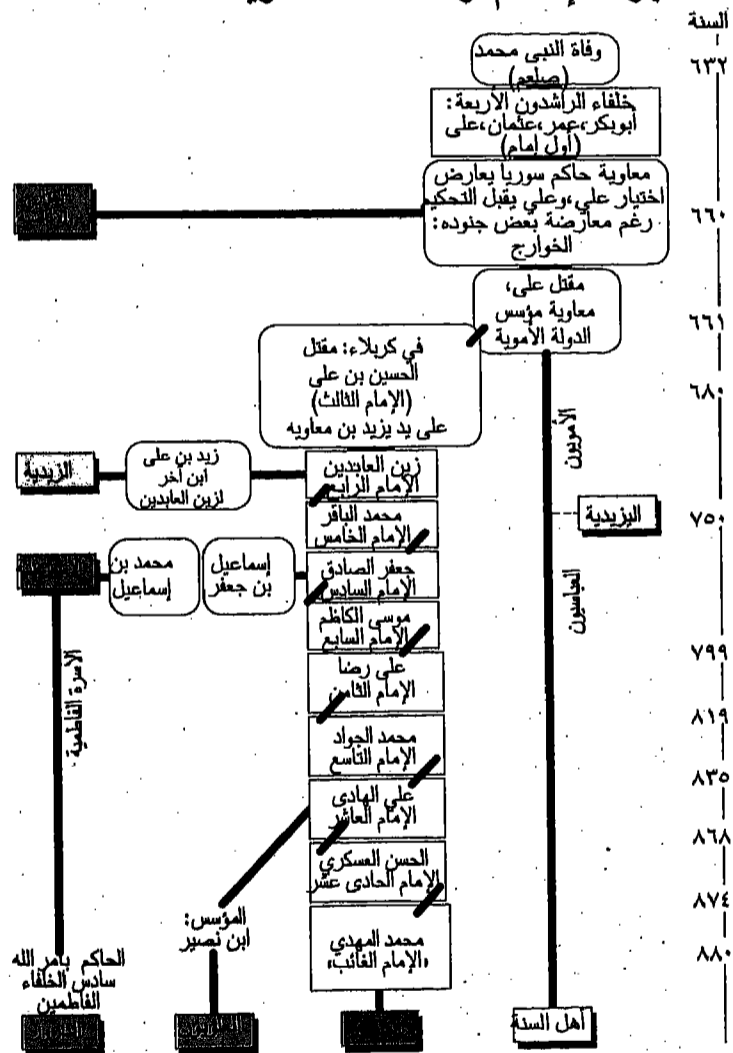 السنة
٦٣٢
وفاة النبى محمد
(صلعم)
خلفاء الراشدون الأربعة:
أبوبكر،عمر،عثمان،على
(أول إمام)
معاوية حاكم سوريا يعارض
اختيار علي،وعلي يقبل التحكيم
رغم معارضة بعض جنوده:
الخوارج
٦٦٠
مقتل على،
معاوية مؤسس
الدولة الأموية
٦٦١
في كربلاء: مقتل
الحسين بن على
(الإمام الثالث)
على يد يزيد بن معاويه
٦٨٠
الأمويون
زين العابدين
الإمام الرابع
زيد بن على
ابن آخر
لزين العابدين
الزيدية
محمد الباقر
الإمام الخامس
اليزيدية
٧٥٠
جعفر الصادق
الإمام السادس
إسماعيل
بن جعفر
محمد بن
إسماعيل
العباسيون
موسى الكاظم
الإمام السابع
٧٩٩
على رضا
الإمام الثامن
الأسرة الفاطمية
٨١٩
محمد الجواد
الإمام التاسع
٨٣٥
علي الهادى
الإمام العاشر
٨٦٨
الحسن العسكري
الإمام الحادى عشر
٨٧٤
محمد المهدي
«الإمام الغائب»
المؤسس:
ابن نصير
٨٨٠
الحاكم بامر الله
سادس الخلفاء
الفاطمين
أهل السنة